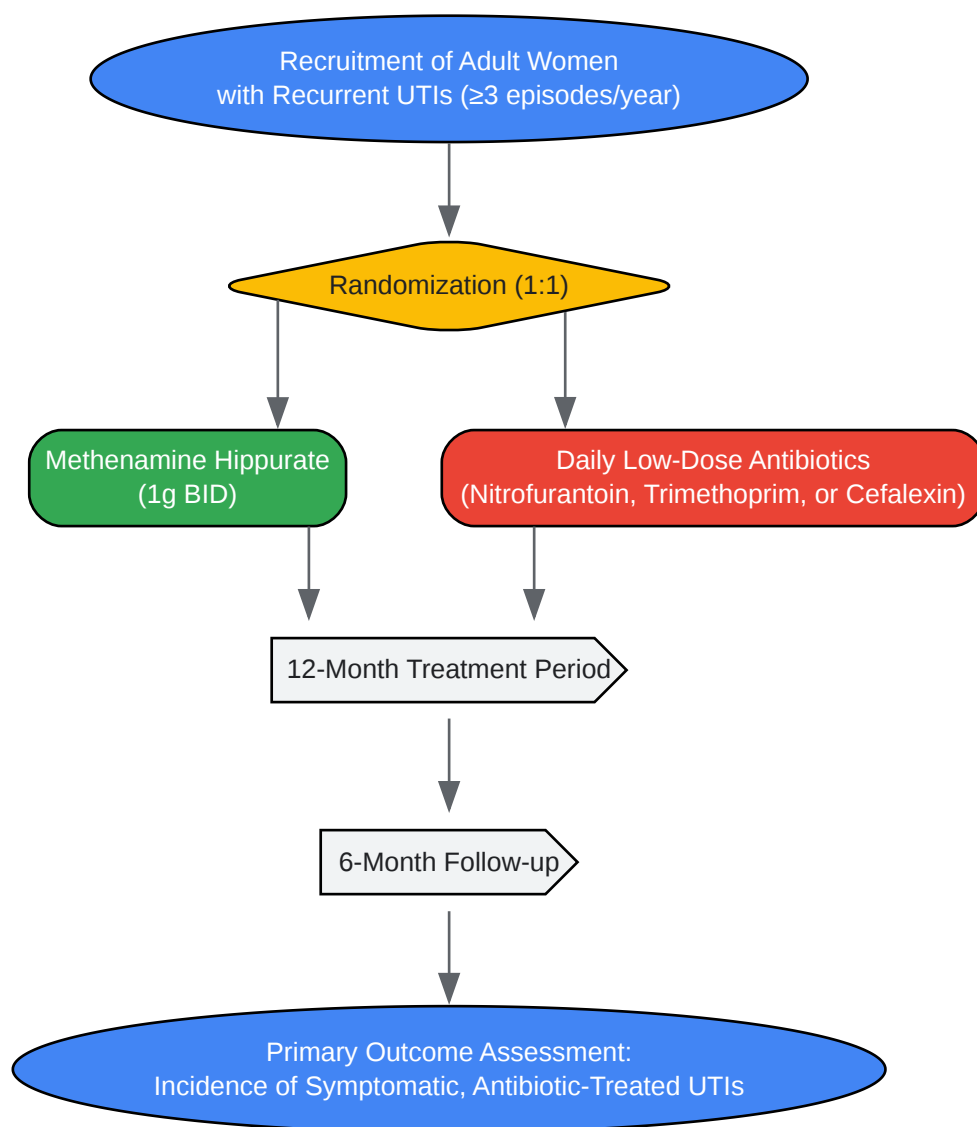 Recruitment of Adult Women
with Recurrent UTIs (≥3 episodes/year)
Randomization (1:1)
Methenamine Hippurate
(1g BID)
Daily Low-Dose Antibiotics
(Nitrofurantoin, Trimethoprim, or Cefalexin)
12-Month Treatment Period
6-Month Follow-up
Primary Outcome Assessment:
Incidence of Symptomatic, Antibiotic-Treated UTIs